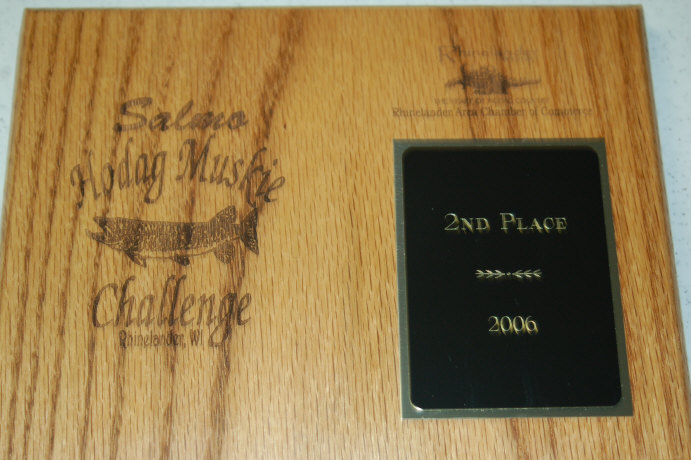 Salmo
Hodag Muskie
Challenge
Rhinelander, WI
Rhinelander Area Chamber of Commerce
2ND PLACE
2006